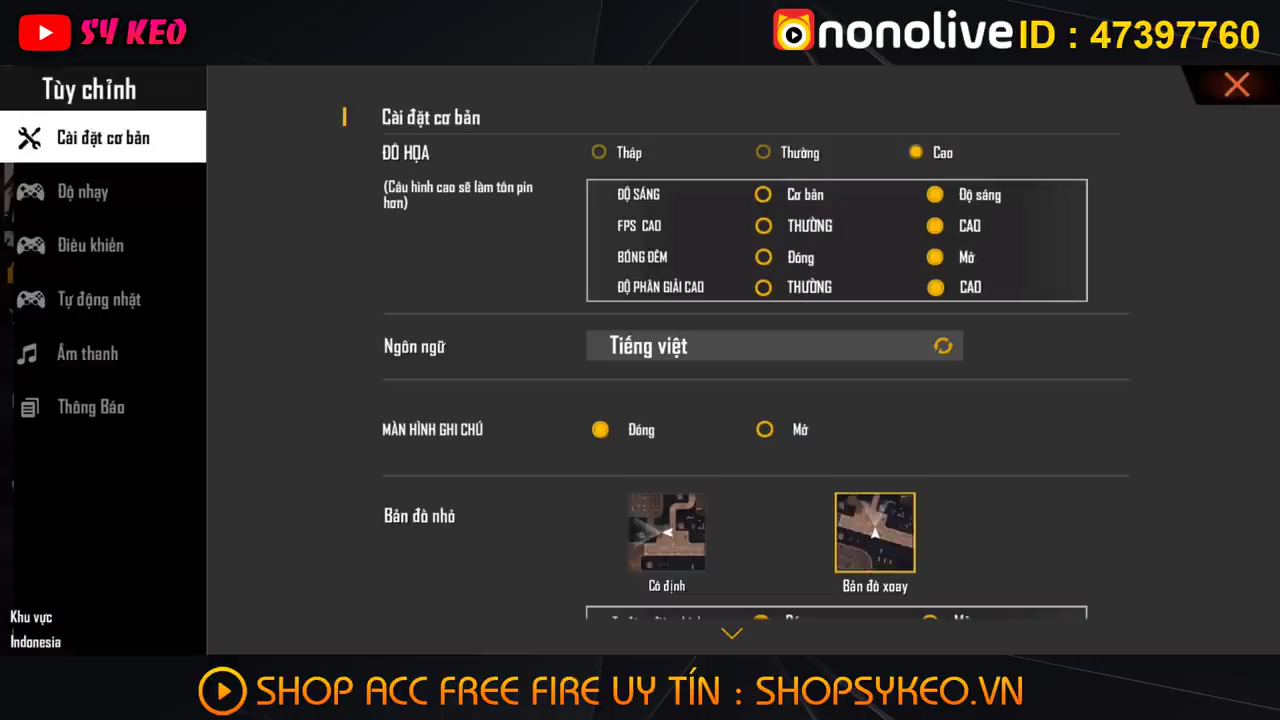 SY KEO
nonolive ID : 47397760
Tùy chỉnh
Cài đặt cơ bản
Độ nhạy
Điều khiển
Tự động nhặt
Âm thanh
Thông Báo
Khu vực
Indonesia
Cài đặt cơ bản
ĐỒ HỌA
Thấp
Thường
Cao
(Cấu hình cao sẽ làm tốn pin
hơn)
ĐỘ SÁNG
Cơ bản
Độ sáng
FPS CAO
THƯỜNG
CAO
BÓNG ĐÊM
Đóng
Mở
ĐỘ PHÂN GIẢI CAO
THƯỜNG
CAO
Ngôn ngữ
Tiếng việt
MÀN HÌNH GHI CHÚ
Đóng
Mở
Bản đồ nhỏ
Cố định
Bản đồ xoay
SHOP ACC FREE FIRE UY TÍN : SHOPSYKEO.VN